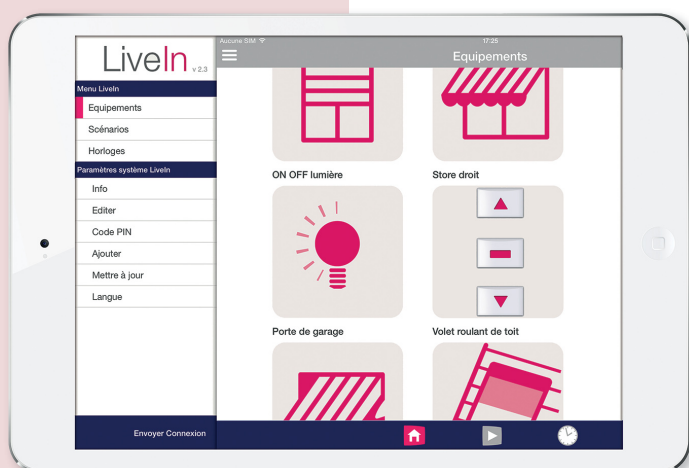 LiveIn v 2.3
Menu LiveIn
Equipements
Scénarios
Horloges
Paramètres système LiveIn
Info
Editer
Code PIN
Ajouter
Mettre à jour
Langue
Envoyer Connexion
Aucune SIM
17:25
Equipements
ON OFF lumière
Store droit
Porte de garage
Volet roulant de toit